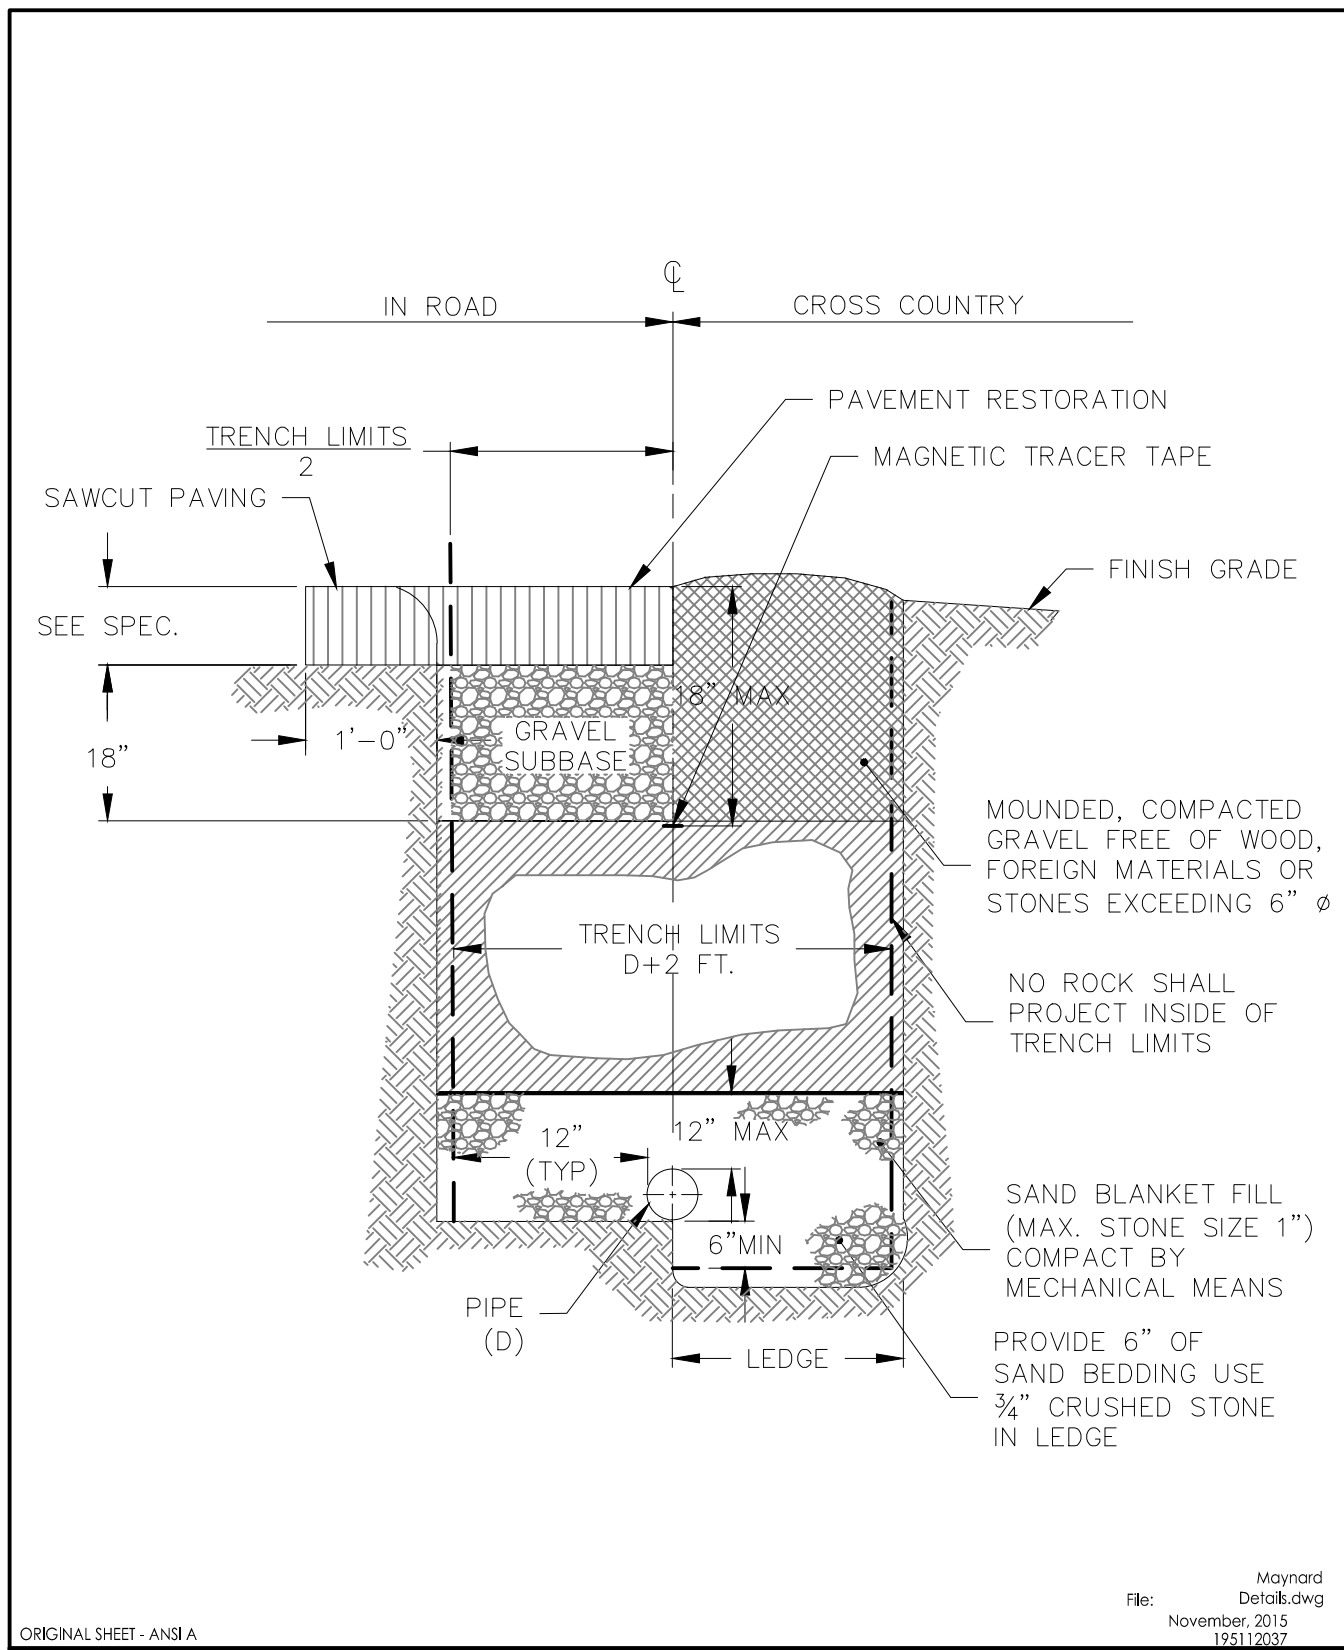 ℄
IN ROAD
CROSS COUNTRY
PAVEMENT RESTORATION
TRENCH LIMITS
2
MAGNETIC TRACER TAPE
SAWCUT PAVING
FINISH GRADE
SEE SPEC.
18" MAX
1'-0"
GRAVEL
SUBBASE
18"
MOUNDED, COMPACTED
GRAVEL FREE OF WOOD,
FOREIGN MATERIALS OR
STONES EXCEEDING 6" ø
TRENCH LIMITS
D+2 FT.
NO ROCK SHALL
PROJECT INSIDE OF
TRENCH LIMITS
12"
(TYP)
12" MAX
SAND BLANKET FILL
(MAX. STONE SIZE 1")
COMPACT BY
MECHANICAL MEANS
6"MIN
PIPE
(D)
LEDGE
PROVIDE 6" OF
SAND BEDDING USE
¾" CRUSHED STONE
IN LEDGE
Maynard
File: Details.dwg
November, 2015
195112037
ORIGINAL SHEET - ANSI A